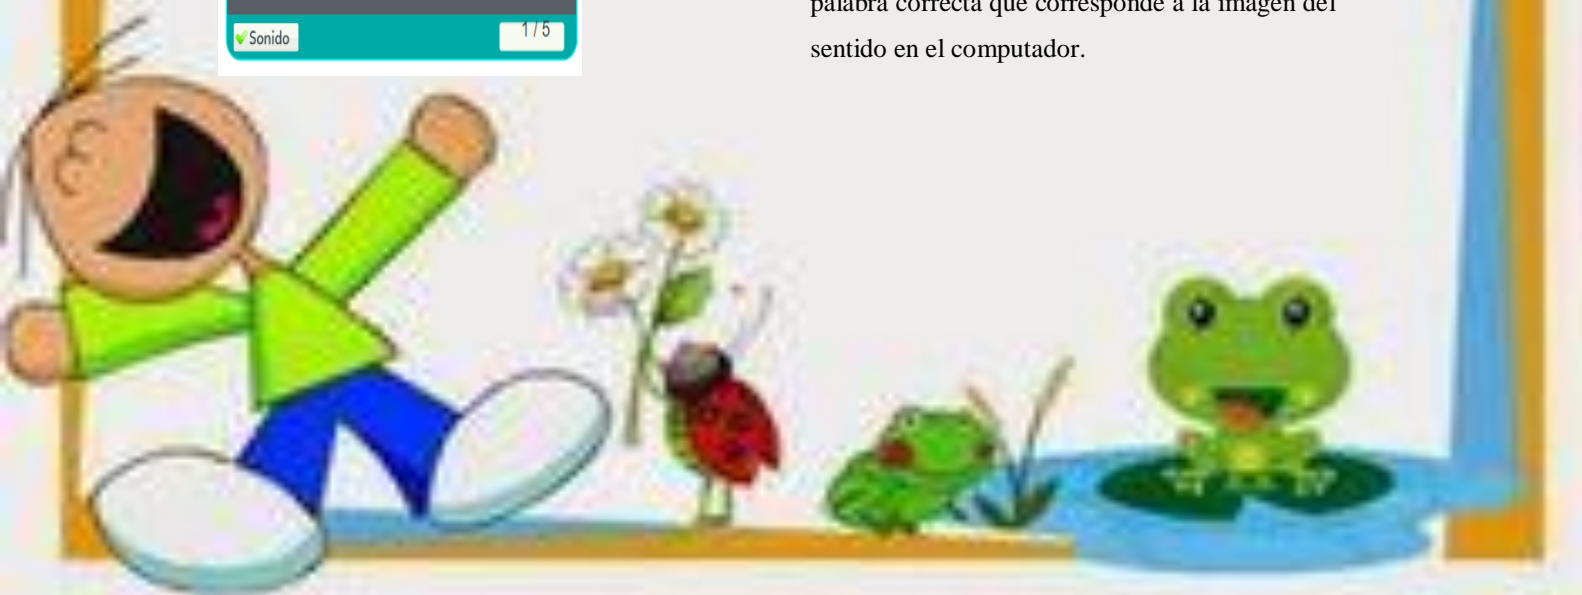 palabra correcta que corresponde a la imagen del
sentido en el computador.
Sonido
1 / 5